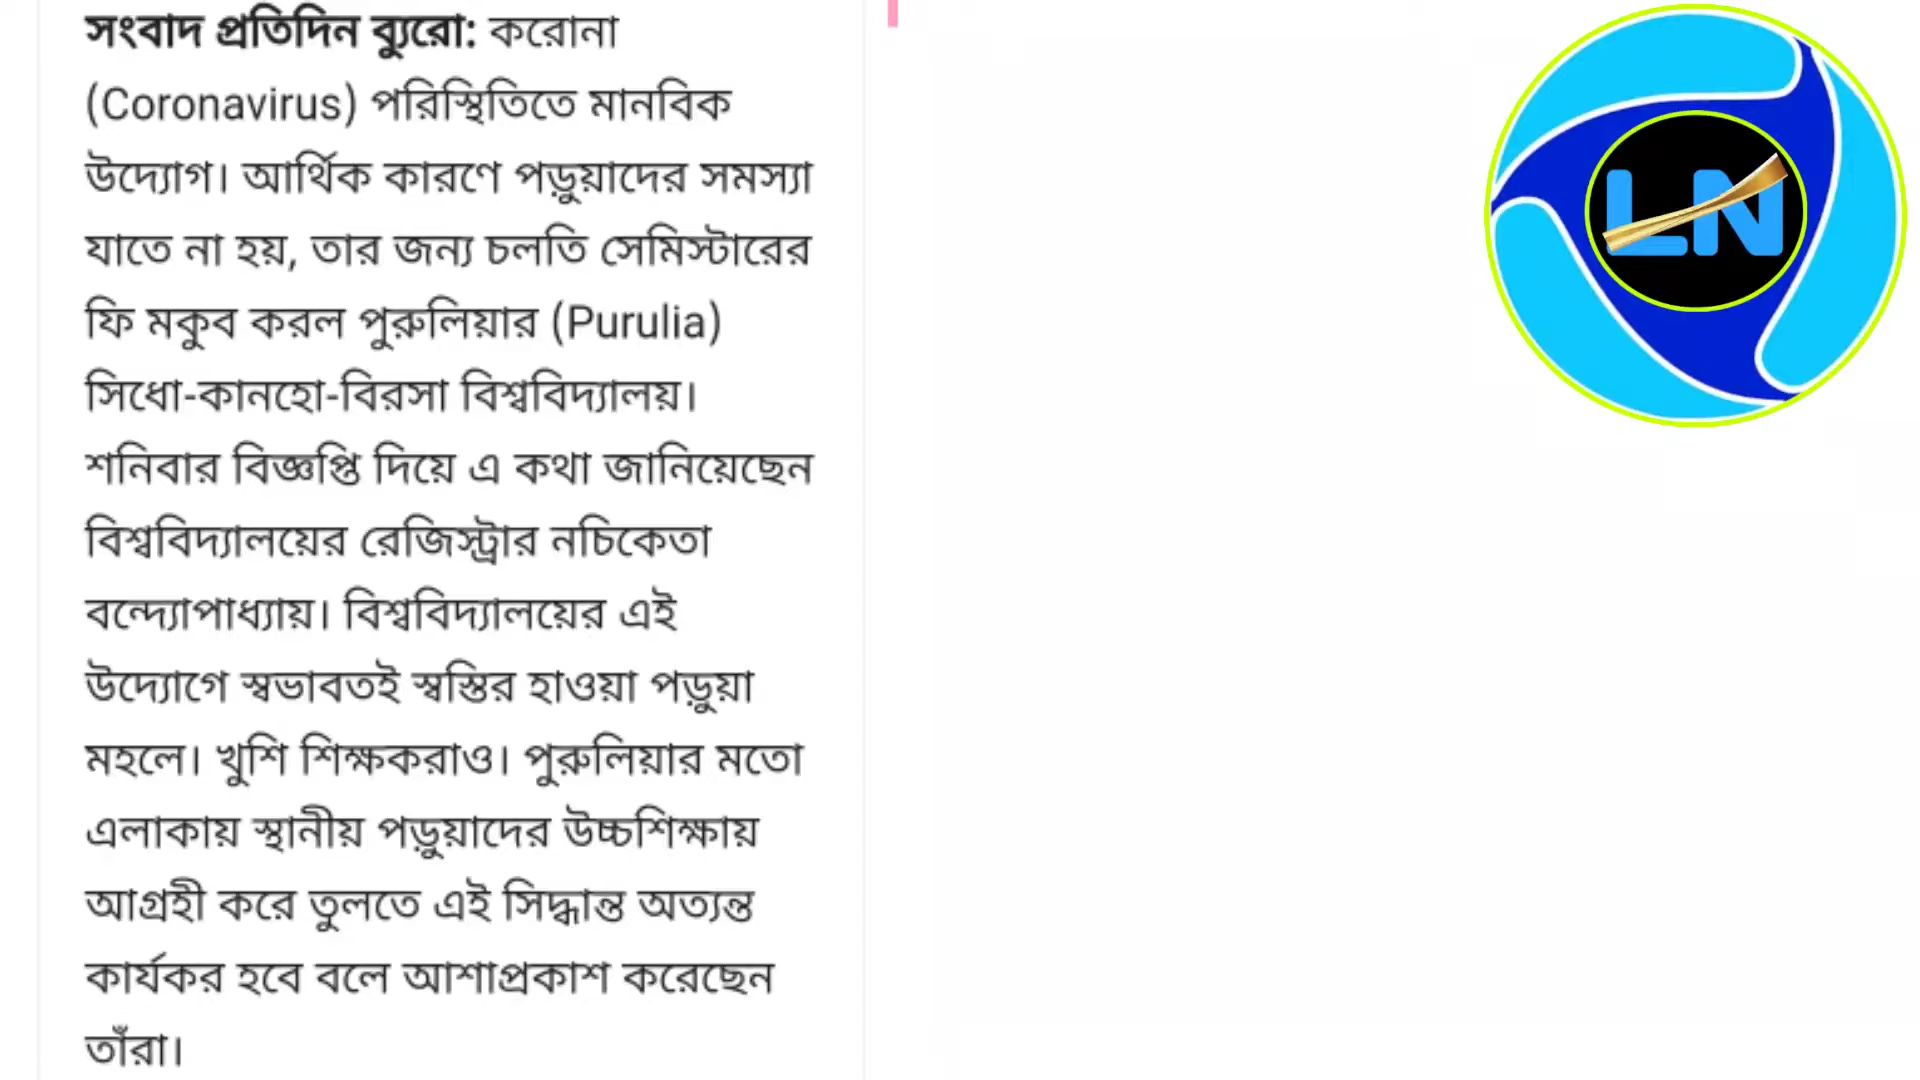 সংবাদ প্রতিদিন ব্যুরো: করোনা
(Coronavirus) পরিস্থিতিতে মানবিক
উদ্যোগ। আর্থিক কারণে পড়ুয়াদের সমস্যা
যাতে না হয়, তার জন্য চলতি সেমিস্টারের
ফি মকুব করল পুরুলিয়ার (Purulia)
সিধো-কানহো-বিরসা বিশ্ববিদ্যালয়।
শনিবার বিজ্ঞপ্তি দিয়ে এ কথা জানিয়েছেন
বিশ্ববিদ্যালয়ের রেজিস্ট্রার নচিকেতা
বন্দ্যোপাধ্যায়। বিশ্ববিদ্যালয়ের এই
উদ্যোগে স্বভাবতই স্বস্তির হাওয়া পড়ুয়া
মহলে। খুশি শিক্ষকরাও। পুরুলিয়ার মতো
এলাকায় স্থানীয় পড়ুয়াদের উচ্চশিক্ষায়
আগ্রহী করে তুলতে এই সিদ্ধান্ত অত্যন্ত
কার্যকর হবে বলে আশাপ্রকাশ করেছেন
তাঁরা।
LN